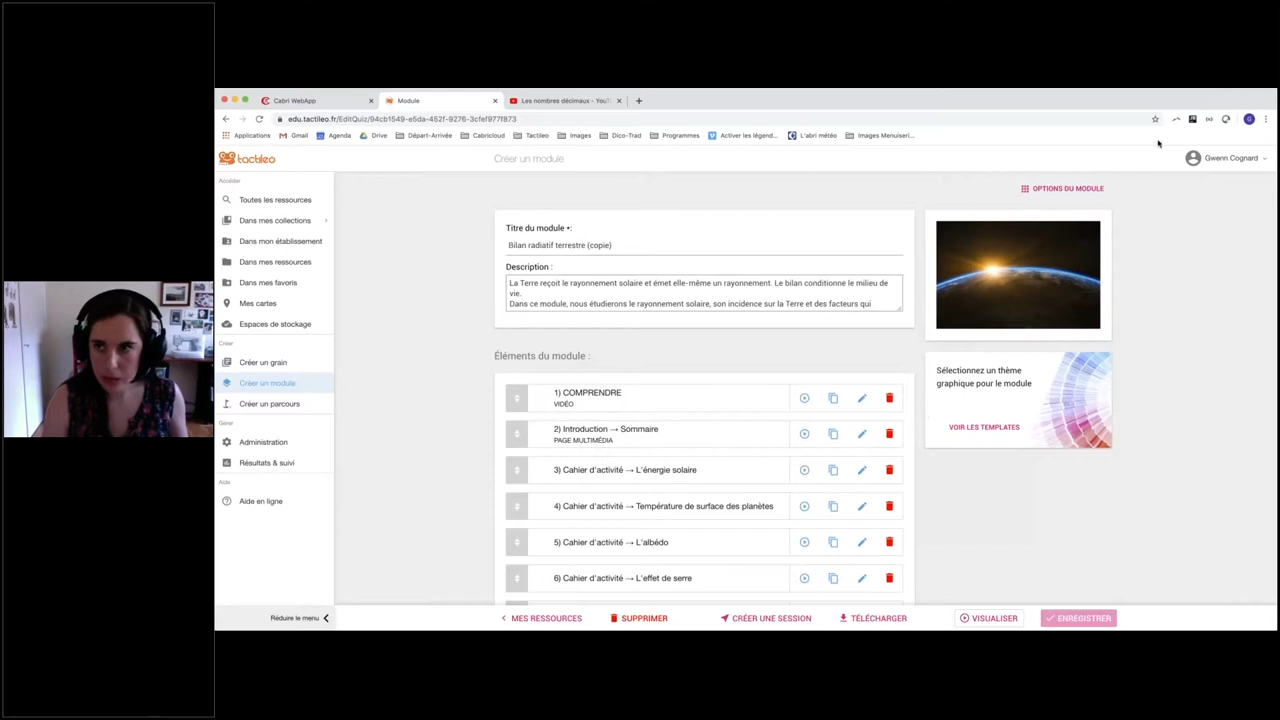 Cabri WebApp
Module
Les nombres décimaux - YouT
edu.tactileo.fr/EditQuiz/94cb1549-e5da-452f-9276-3cfef977f873
Applications
Gmail
Agenda
Drive
Départ-Arrivée
Cabricloud
Tactileo
Images
Dico-Trad
Programmes
Activer les légend...
L'abri météo
Images Menuiseri...
tactileo
Créer un module
Gwenn Cognard
Accéder
Toutes les ressources
Dans mes collections
Dans mon établissement
Dans mes ressources
Dans mes favoris
Mes cartes
Espaces de stockage
Créer
Créer un grain
Créer un module
Créer un parcours
Gérer
Administration
Résultats & suivi
Aide
Aide en ligne
Réduire le menu
OPTIONS DU MODULE
Titre du module *:
Bilan radiatif terrestre (copie)
Description :
La Terre reçoit le rayonnement solaire et émet elle-même un rayonnement. Le bilan conditionne le milieu de
vie.
Dans ce module, nous étudierons le rayonnement solaire, son incidence sur la Terre et des facteurs qui
Sélectionnez un thème
graphique pour le module
VOIR LES TEMPLATES
Éléments du module :
1) COMPRENDRE
VIDÉO
2) Introduction → Sommaire
PAGE MULTIMÉDIA
3) Cahier d'activité → L'énergie solaire
4) Cahier d'activité → Température de surface des planètes
5) Cahier d'activité → L'albédo
6) Cahier d'activité → L'effet de serre
MES RESSOURCES
SUPPRIMER
CRÉER UNE SESSION
TÉLÉCHARGER
VISUALISER
ENREGISTRER